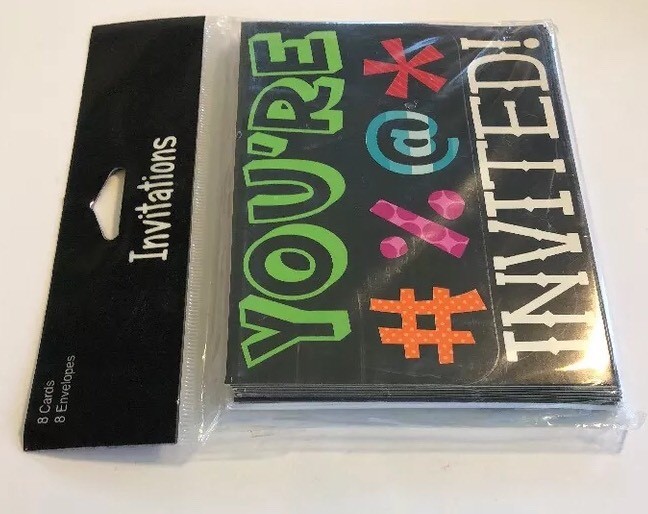 Invitations
8 Cards
8 Envelopes
YOU'RE
#%@*
INVITED!